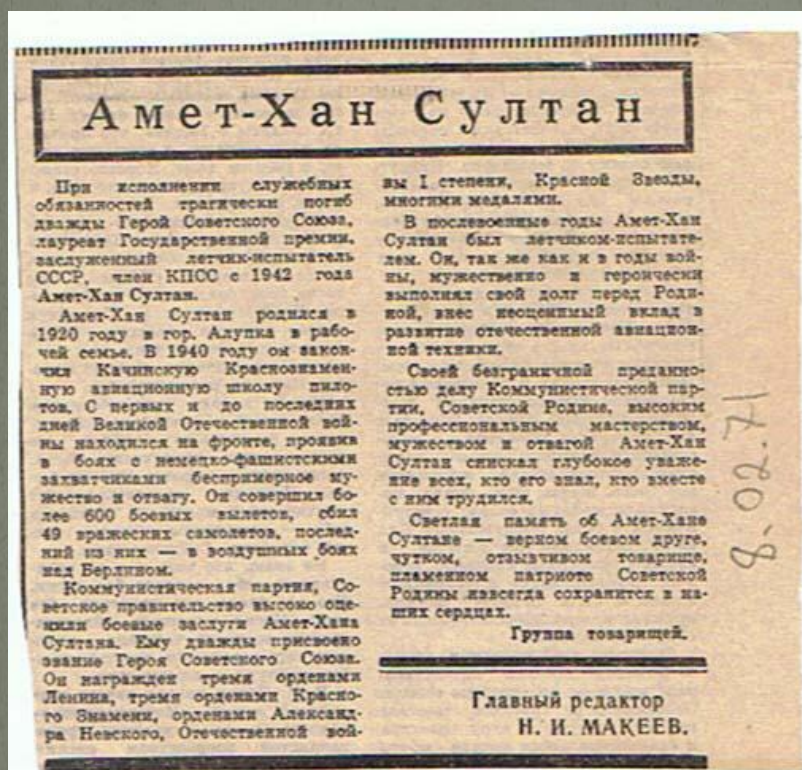 Амет-Хан Султан
При исполнении служебных
обязанностей трагически погиб
дважды Герой Советского Союза,
лауреат Государственной премии,
заслуженный летчик-испытатель
СССР, член КПСС с 1942 года
Амет-Хан Султан.
Амет-Хан Султан родился в
1920 году в гор. Алупка в рабо-
чей семье. В 1940 году он закон-
чил Качинскую Краснознамен-
ную авиационную школу пило-
тов. С первых и до последних
дней Великой Отечественной вой-
ны находился на фронте, проявив
в боях с немецко-фашистскими
захватчиками беспримерное му-
жество и отвагу. Он совершил бо-
лее 600 боевых вылетов, сбил
49 вражеских самолетов, послед-
ний из них — в воздушных боях
над Берлином.
Коммунистическая партия, Со-
ветское правительство высоко оце-
нили боевые заслуги Амет-Хана
Султана. Ему дважды присвоено
звание Героя Советского Союза.
Он награжден тремя орденами
Ленина, тремя орденами Красно-
го Знамени, орденами Александ-
ра Невского, Отечественной вой-
ны I степени, Красной Звезды,
многими медалями.
В послевоенные годы Амет-Хан
Султан был летчиком-испытате-
лем. Он, так же как и в годы вой-
ны, мужественно и героически
выполнял свой долг перед Роди-
ной, внес неоценимый вклад в
развитие отечественной авиацион-
ной техники.
Своей безграничной преданно-
стью делу Коммунистической пар-
тии, Советской Родине, высоким
профессиональным мастерством,
мужеством и отвагой Амет-Хан
Султан снискал глубокое уваже-
ние всех, кто его знал, кто вместе
с ним трудился.
Светлая память об Амет-Хане
Султане — верном боевом друге,
чутком, отзывчивом товарище,
пламенном патриоте Советской
Родины навсегда сохранится в на-
ших сердцах.
Группа товарищей.
Главный редактор
Н. И. МАКЕЕВ.
8.02.71